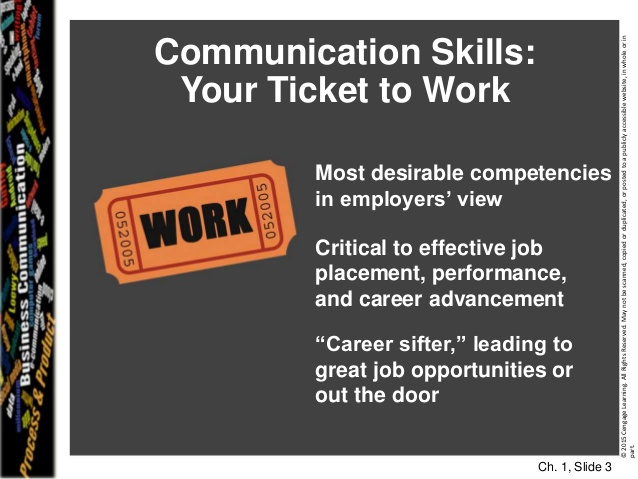 Communication Skills:
Your Ticket to Work
Most desirable competencies
in employers’ view
Critical to effective job
placement, performance,
and career advancement
“Career sifter,” leading to
great job opportunities or
out the door
052005
WORK
052005
Business Communication
Process & Product
communication
data
© 2015 Cengage Learning. All Rights Reserved. May not be scanned, copied or duplicated, or posted to a publicly accessible website, in whole or in
part.
Ch. 1, Slide 3